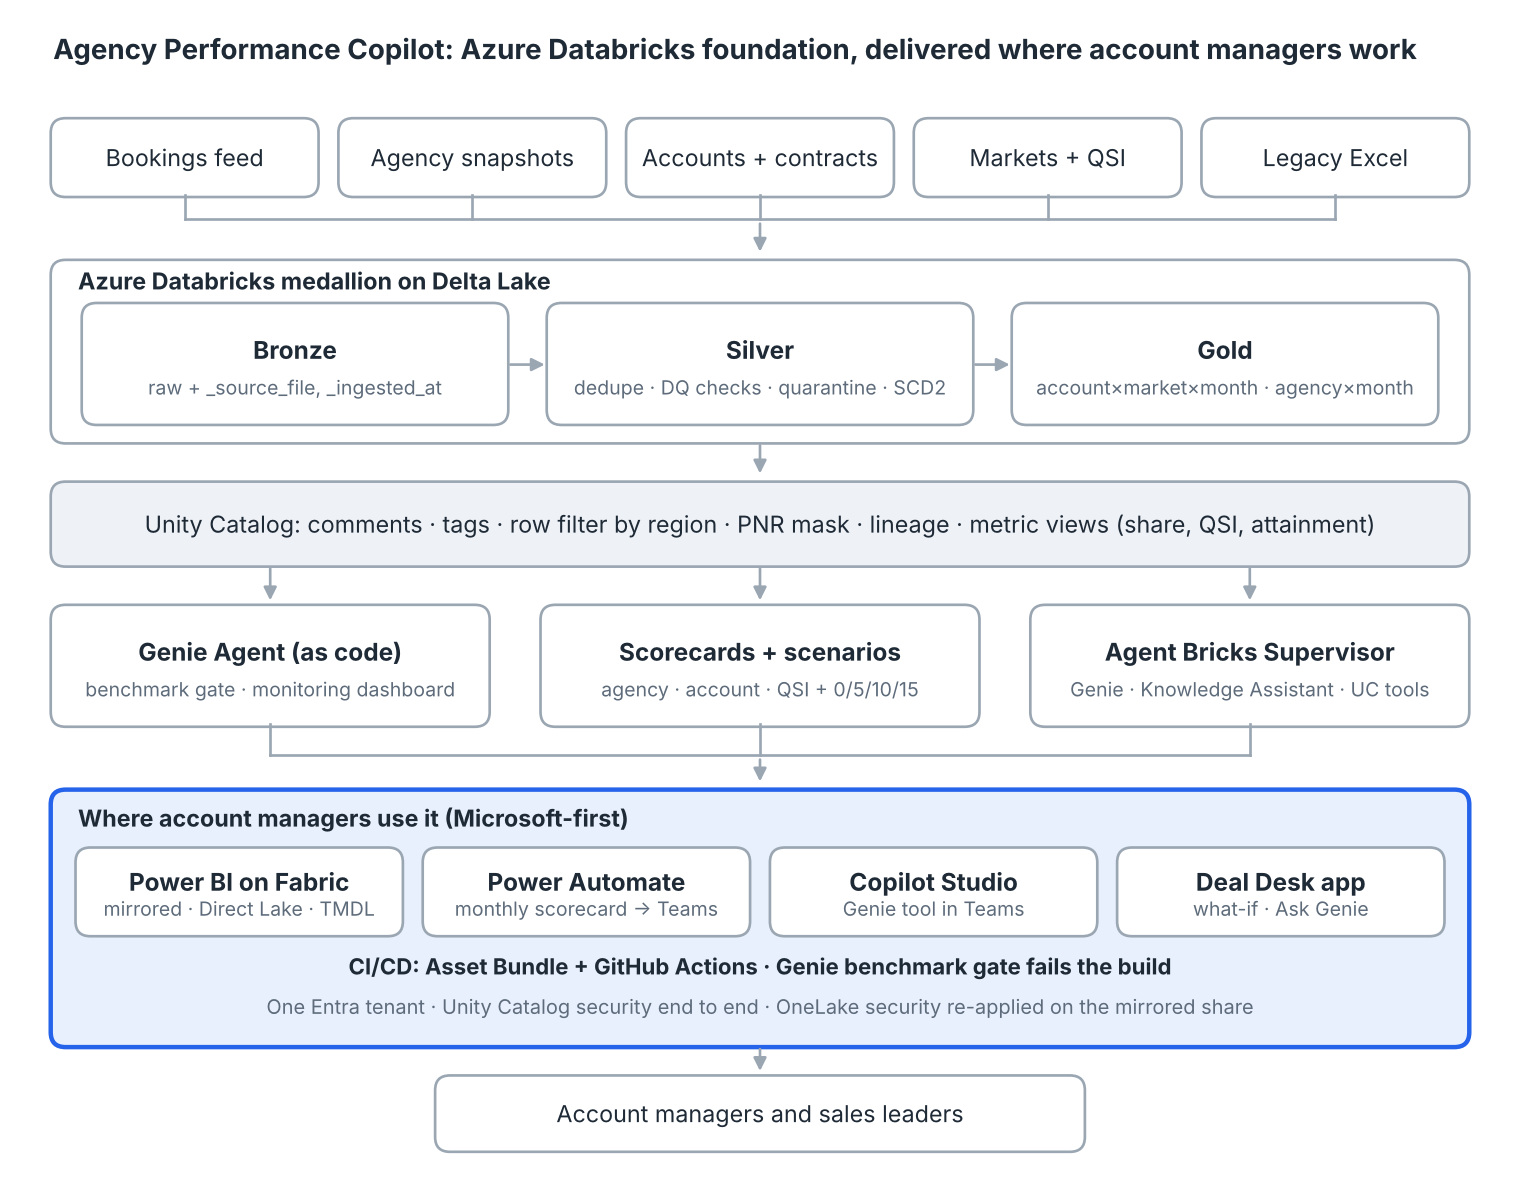 Agency Performance Copilot: Azure Databricks foundation, delivered where account managers work
Bookings feed
Agency snapshots
Accounts + contracts
Markets + QSI
Legacy Excel
Azure Databricks medallion on Delta Lake
Bronze
raw + _source_file, _ingested_at
Silver
dedupe · DQ checks · quarantine · SCD2
Gold
account×market×month · agency×month
Unity Catalog: comments · tags · row filter by region · PNR mask · lineage · metric views (share, QSI, attainment)
Genie Agent (as code)
benchmark gate · monitoring dashboard
Scorecards + scenarios
agency · account · QSI + 0/5/10/15
Agent Bricks Supervisor
Genie · Knowledge Assistant · UC tools
Where account managers use it (Microsoft-first)
Power BI on Fabric
mirrored · Direct Lake · TMDL
Power Automate
monthly scorecard → Teams
Copilot Studio
Genie tool in Teams
Deal Desk app
what-if · Ask Genie
CI/CD: Asset Bundle + GitHub Actions · Genie benchmark gate fails the build
One Entra tenant · Unity Catalog security end to end · OneLake security re-applied on the mirrored share
Account managers and sales leaders